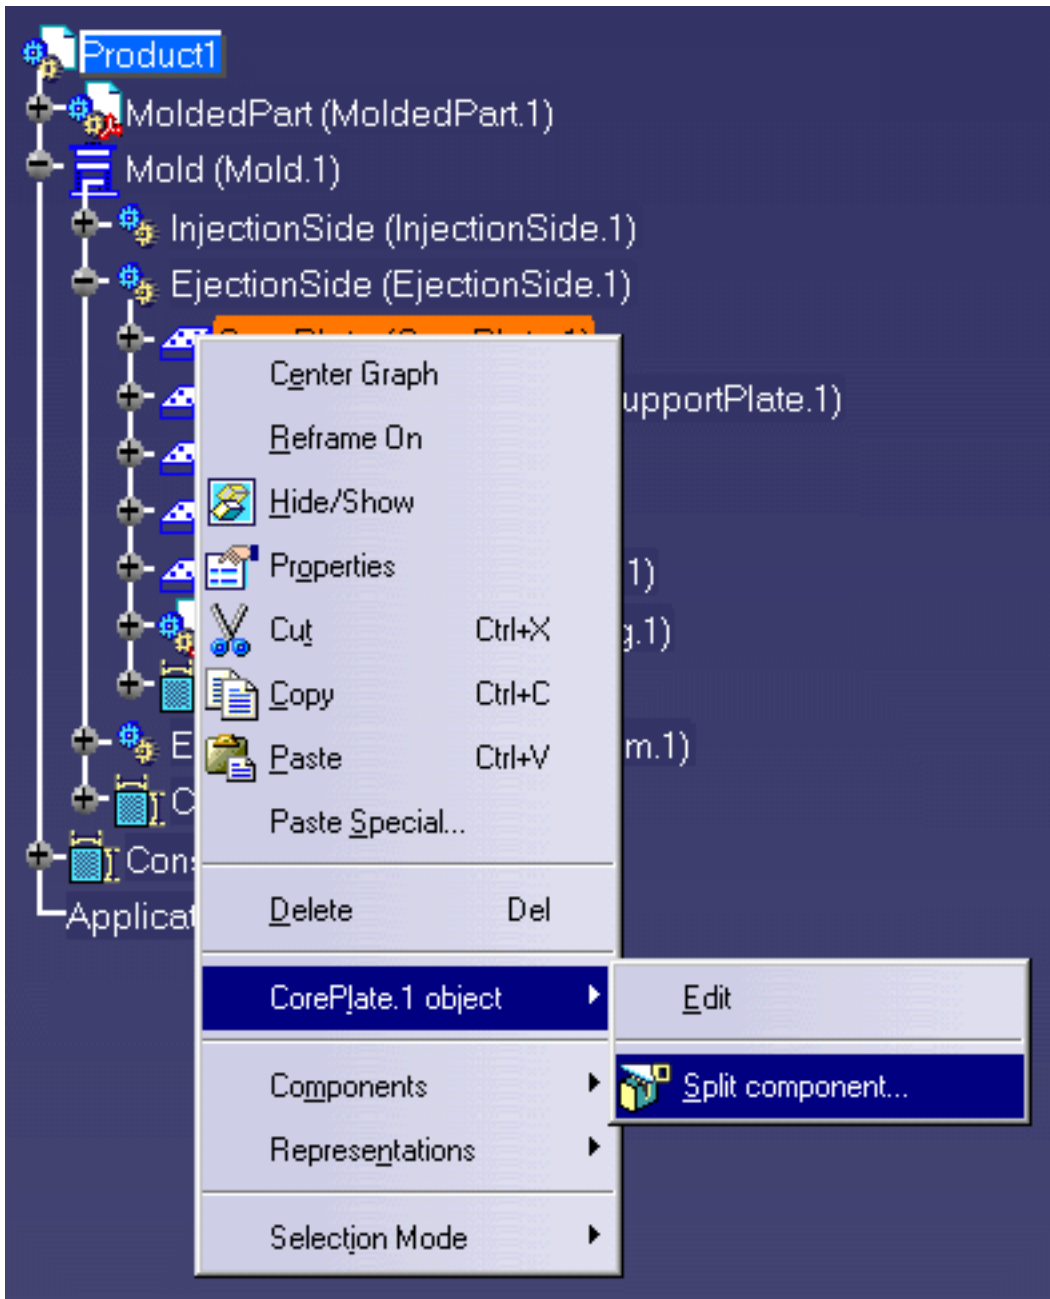 Product1
MoldedPart (MoldedPart.1)
Mold (Mold.1)
InjectionSide (InjectionSide.1)
EjectionSide (EjectionSide.1)
Center Graph
upportPlate.1)
Reframe On
Hide/Show
Properties
1)
Cut Ctrl+X
g.1)
Copy Ctrl+C
E
m.1)
Paste Ctrl+V
C
Paste Special...
Cons
Delete Del
Applicat
CorePlate.1 object
Edit
Components
Split component...
Representations
Selection Mode